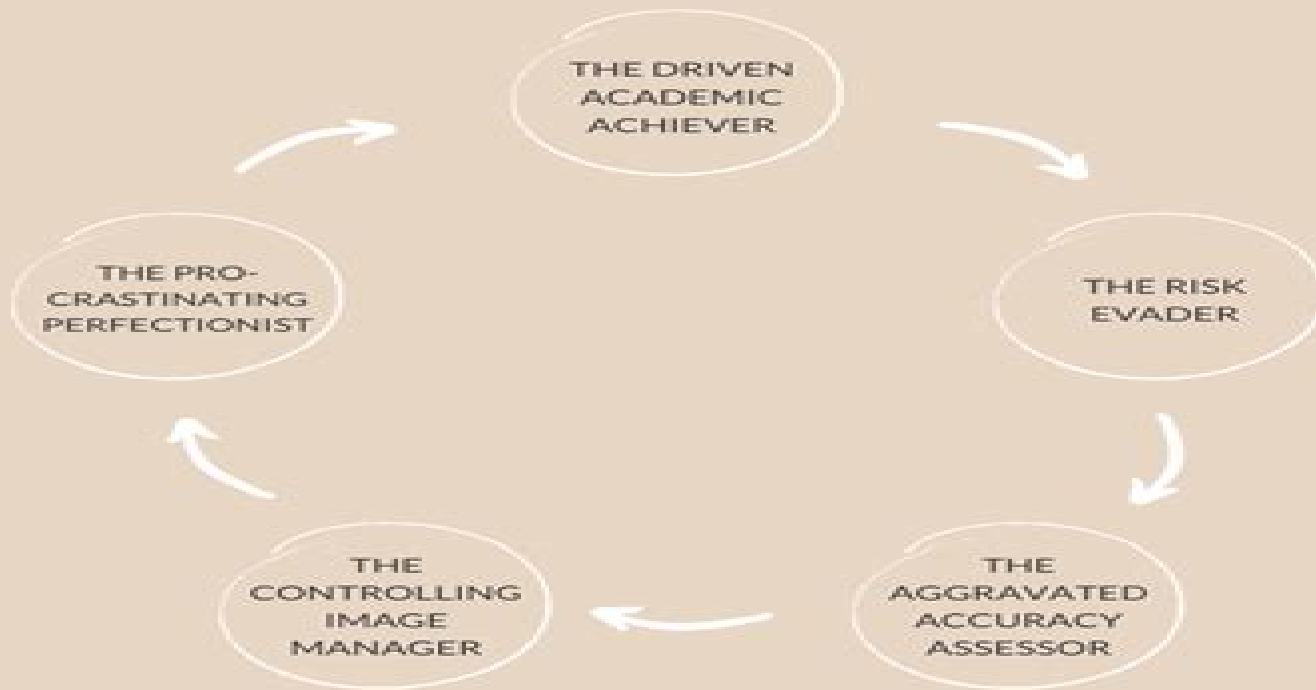 THE DRIVEN
ACADEMIC
ACHIEVER
THE RISK
EVADER
THE
AGGRAVATED
ACCURACY
ASSESSOR
THE
CONTROLLING
IMAGE
MANAGER
THE PRO-
CRASTINATING
PERFECTIONIST